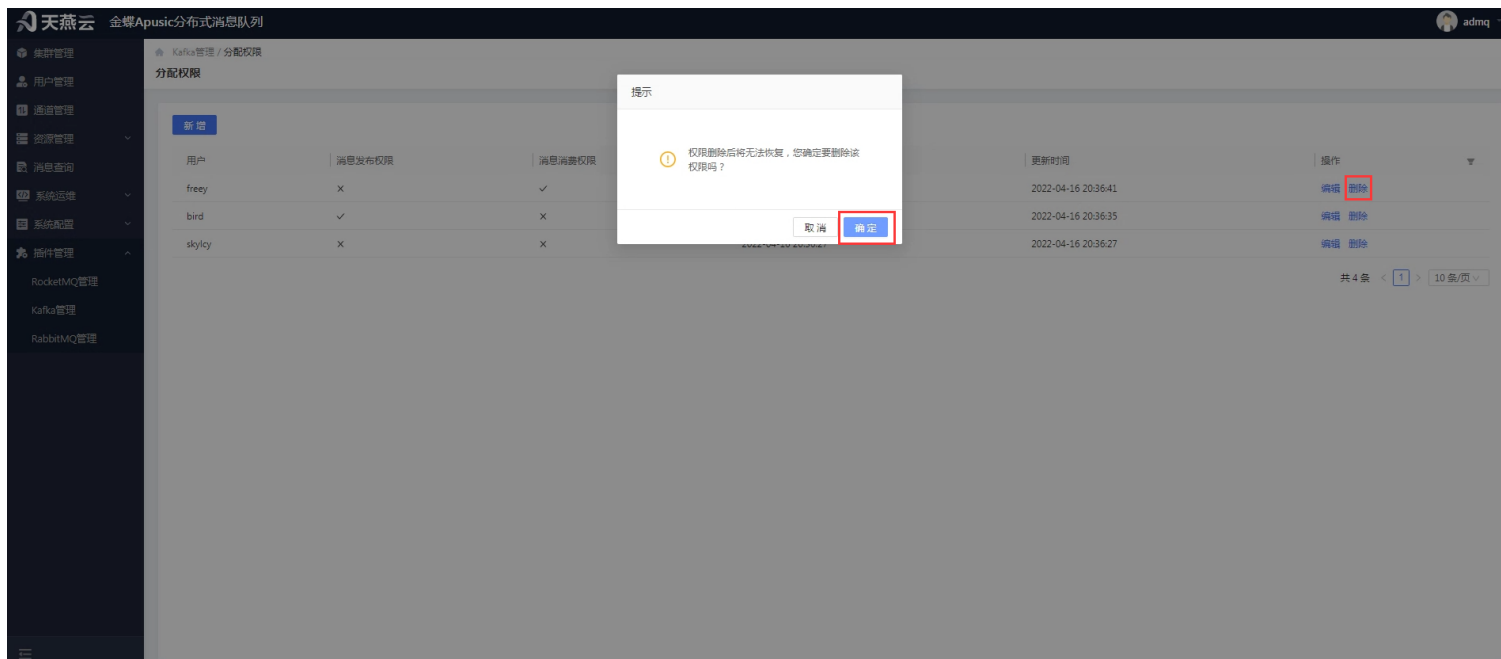 天燕云 金蝶Apusic分布式消息队列 admq
集群管理
用户管理
通道管理
资源管理
消息查询
系统运维
系统配置
插件管理
RocketMQ管理
Kafka管理
RabbitMQ管理
Kafka管理 / 分配权限
分配权限
新 增
用户 消息发布权限 消息消费权限 更新时间 操作
freey ✕ ✓ 2022-04-16 20:36:41 编辑 删除
bird ✓ ✕ 2022-04-16 20:36:35 编辑 删除
skylcy ✕ ✕ 2022-04-16 20:36:27 2022-04-16 20:36:27 编辑 删除
共 4 条 < 1 > 10 条/页
提示
权限删除后将无法恢复，您确定要删除该
权限吗？
取 消 确 定